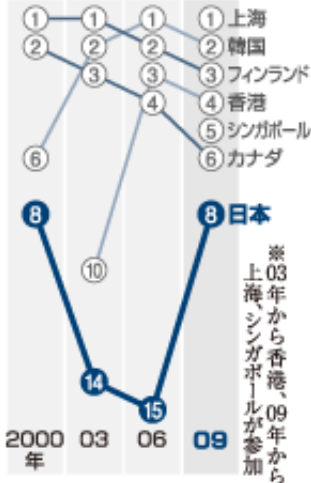 ① ① ① ① 上海
② ② ② ② 韓国
③ ③ ③ フィンランド
④ ④ 香港
⑤ シンガポール
⑥ ⑥ カナダ
8 8 日本
⑩
14
15
2000年 03 06 09
※03年から香港、09年から
上海、シンガポールが参加